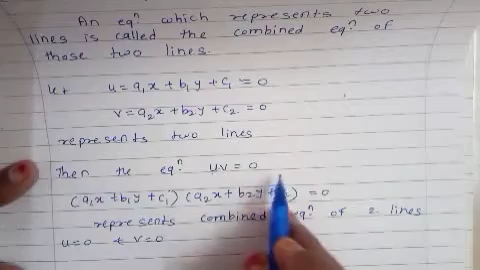 An eqⁿ which represents two
lines is called the combined eqⁿ of
those two lines.
let u = a₁x + b₁y + c₁ = 0
v = a₂x + b₂y + c₂ = 0
represents two lines
Then the eqⁿ uv = 0
(a₁x + b₁y + c₁) (a₂x + b₂y + ) = 0
represents combined eqⁿ of 2 lines
u=0 + v=0